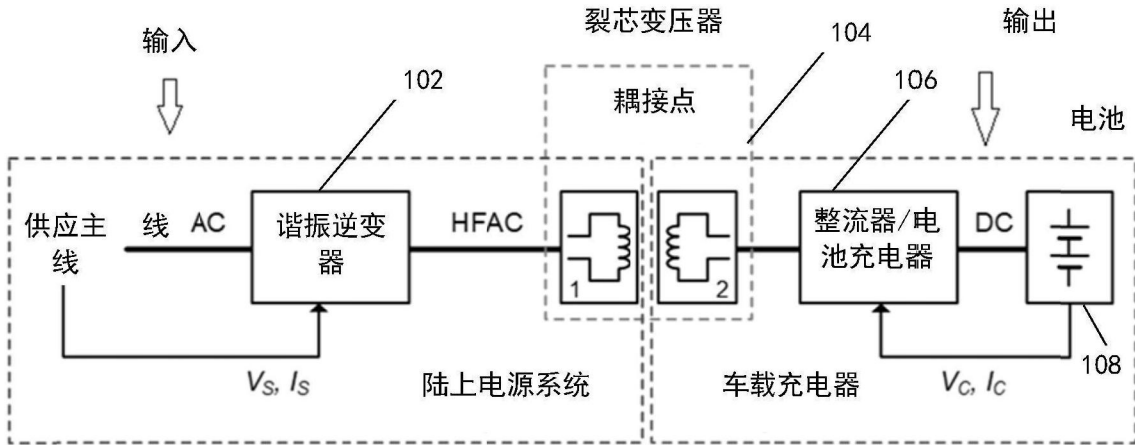 裂芯变压器
输入
输出
102
104
耦接点
106
电池
供应主
线
线 AC
谐振逆变
器
HFAC
1
2
整流器/电
池充电器
DC
108
VS, IS
陆上电源系统
车载充电器
VC, IC